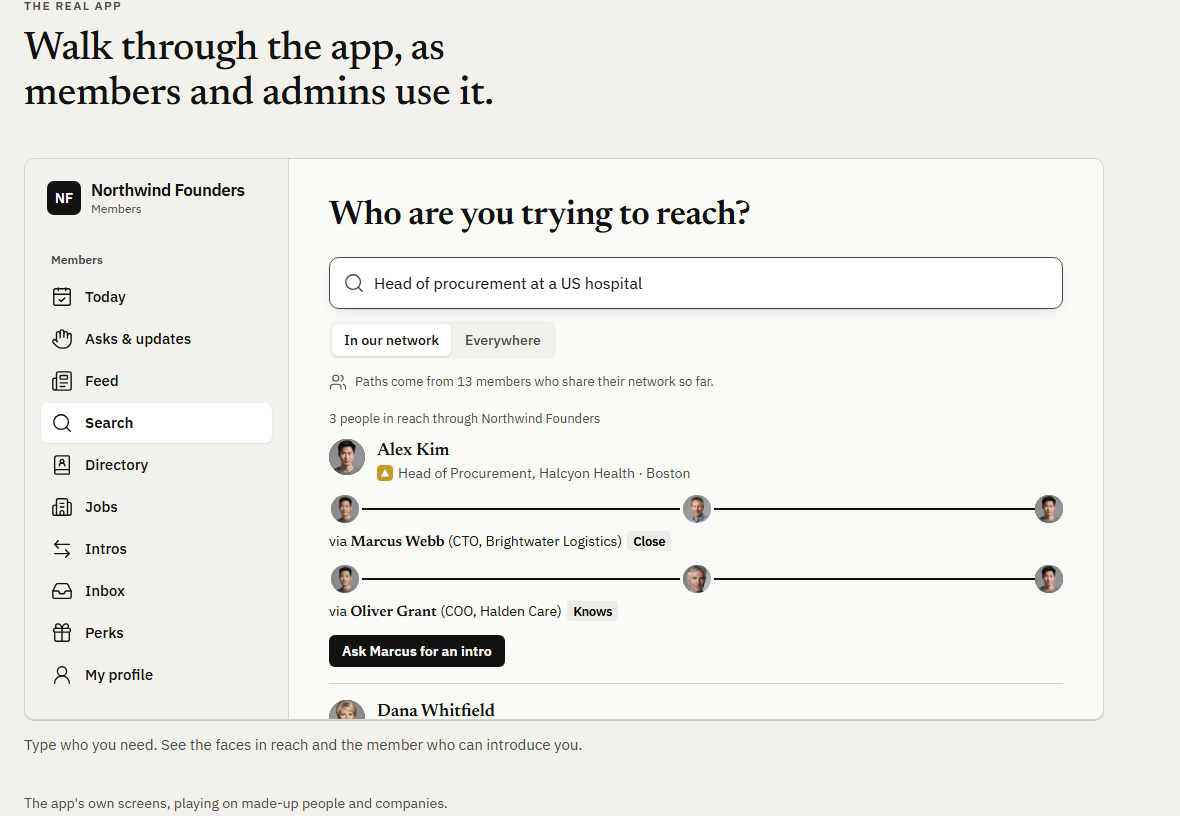 THE REAL APP
Walk through the app, as
members and admins use it.
NF
Northwind Founders
Members
Members
Today
Asks & updates
Feed
Search
Directory
Jobs
Intros
Inbox
Perks
My profile
Who are you trying to reach?
Head of procurement at a US hospital
In our network
Everywhere
Paths come from 13 members who share their network so far.
3 people in reach through Northwind Founders
Alex Kim
Head of Procurement, Halcyon Health · Boston
via Marcus Webb (CTO, Brightwater Logistics) Close
via Oliver Grant (COO, Halden Care) Knows
Ask Marcus for an intro
Dana Whitfield
Type who you need. See the faces in reach and the member who can introduce you.
The app's own screens, playing on made-up people and companies.